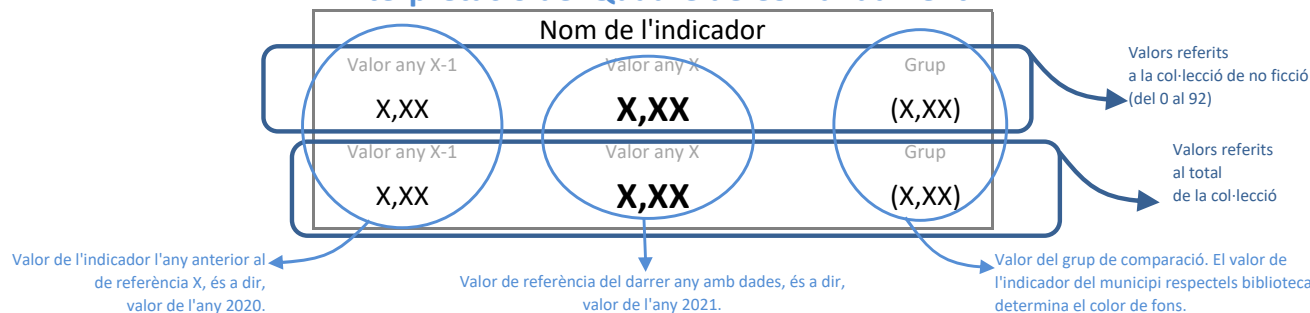 Nom de l'indicador
Valor any X-1 Valor any X Grup
X,XX X,XX (X,XX)
Valor any X-1 Valor any X Grup
X,XX X,XX (X,XX)
Valors referits
a la col·lecció de no ficció
(del 0 al 92)
Valors referits
al total
de la col·lecció
Valor de l'indicador l'any anterior al
de referència X, és a dir,
valor de l'any 2020.
Valor de referència del darrer any amb dades, és a dir,
valor de l'any 2021.
Valor del grup de comparació. El valor de
l'indicador del municipi respectels biblioteca
determina el color de fons.